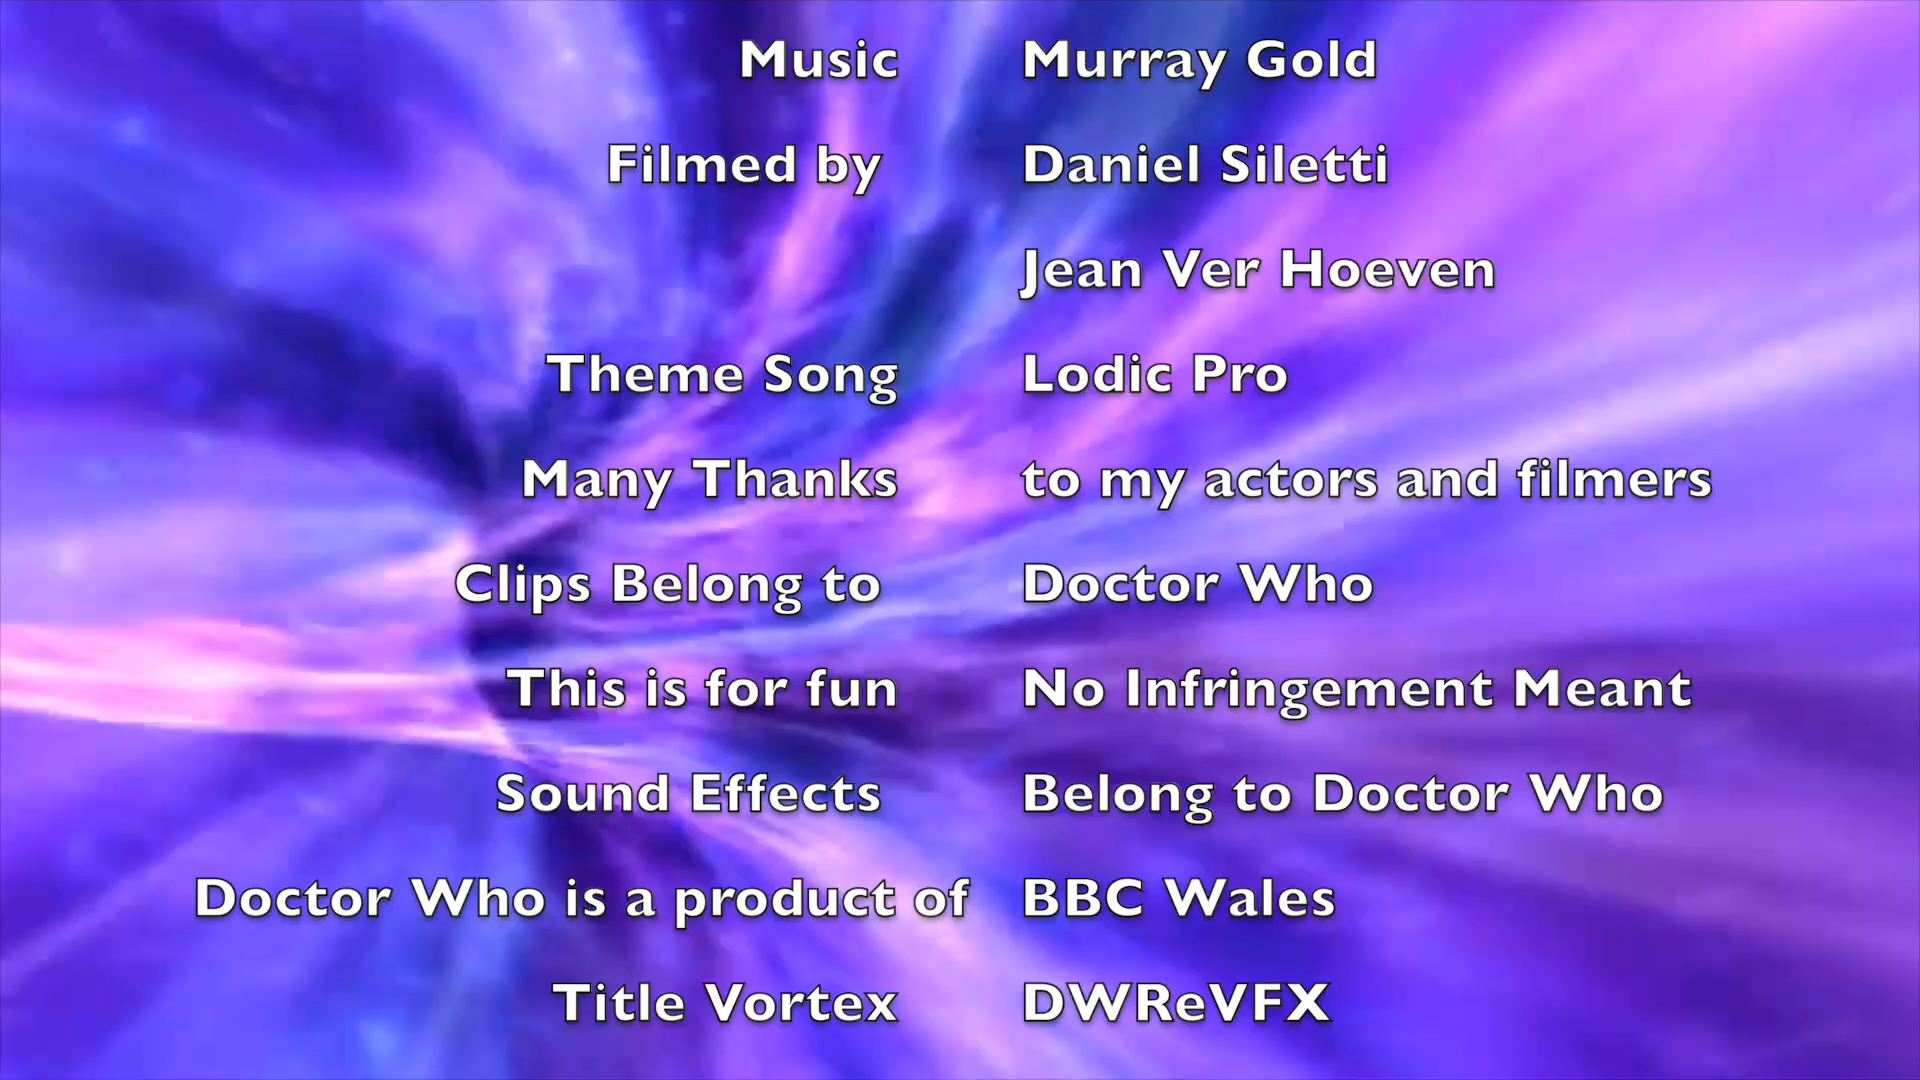 Music Murray Gold
Filmed by Daniel Siletti
Jean Ver Hoeven
Theme Song Lodic Pro
Many Thanks to my actors and filmers
Clips Belong to Doctor Who
This is for fun No Infringement Meant
Sound Effects Belong to Doctor Who
Doctor Who is a product of BBC Wales
Title Vortex DWReVFX